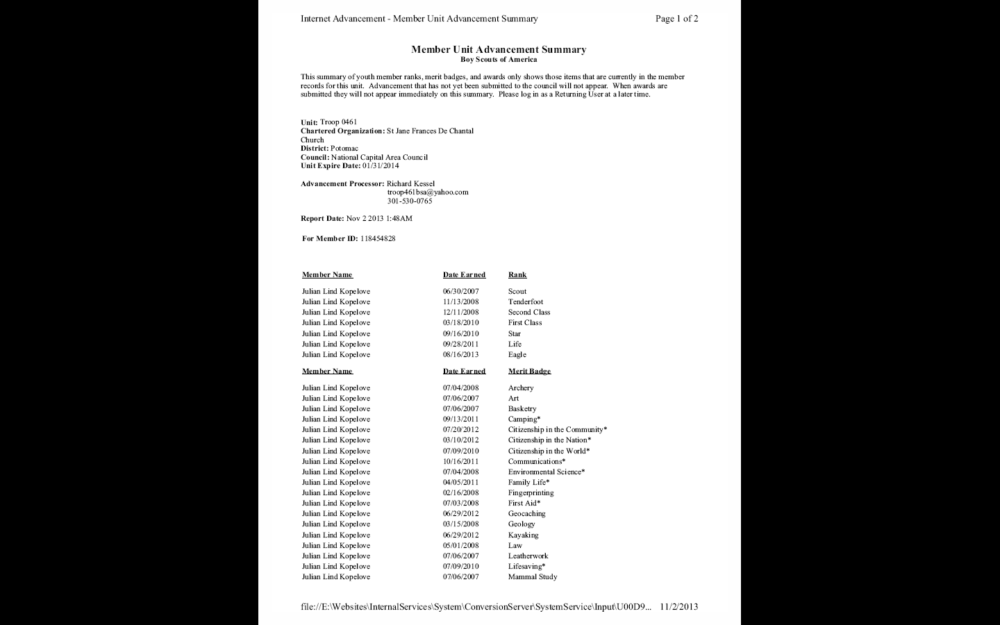 Internet Advancement - Member Unit Advancement Summary Page 1 of 2
Member Unit Advancement Summary
Boy Scouts of America
This summary of youth member ranks, merit badges, and awards only shows those items that are currently in the member
records for this unit. Advancement that has not yet been submitted to the council will not appear. When awards are
submitted they will not appear immediately on this summary. Please log in as a Returning User at a later time.
Unit: Troop 0461
Chartered Organization: St Jane Frances De Chantal
Church
District: Potomac
Council: National Capital Area Council
Unit Expire Date: 01/31/2014
Advancement Processor: Richard Kessel
troop461bsa@yahoo.com
301-530-0765
Report Date: Nov 2 2013 1:48AM
For Member ID: 118454828
Member Name Date Earned Rank
Julian Lind Kopelove 06/30/2007 Scout
Julian Lind Kopelove 11/13/2008 Tenderfoot
Julian Lind Kopelove 12/11/2008 Second Class
Julian Lind Kopelove 03/18/2010 First Class
Julian Lind Kopelove 09/16/2010 Star
Julian Lind Kopelove 09/28/2011 Life
Julian Lind Kopelove 08/16/2013 Eagle
Member Name Date Earned Merit Badge
Julian Lind Kopelove 07/04/2008 Archery
Julian Lind Kopelove 07/06/2007 Art
Julian Lind Kopelove 07/06/2007 Basketry
Julian Lind Kopelove 09/13/2011 Camping*
Julian Lind Kopelove 07/20/2012 Citizenship in the Community*
Julian Lind Kopelove 03/10/2012 Citizenship in the Nation*
Julian Lind Kopelove 07/09/2010 Citizenship in the World*
Julian Lind Kopelove 10/16/2011 Communications*
Julian Lind Kopelove 07/04/2008 Environmental Science*
Julian Lind Kopelove 04/05/2011 Family Life*
Julian Lind Kopelove 02/16/2008 Fingerprinting
Julian Lind Kopelove 07/03/2008 First Aid*
Julian Lind Kopelove 06/29/2012 Geocaching
Julian Lind Kopelove 03/15/2008 Geology
Julian Lind Kopelove 06/29/2012 Kayaking
Julian Lind Kopelove 05/01/2008 Law
Julian Lind Kopelove 07/06/2007 Leatherwork
Julian Lind Kopelove 07/09/2010 Lifesaving*
Julian Lind Kopelove 07/06/2007 Mammal Study
file://E:\Websites\InternalServices\System\ConversionServer\SystemService\Input\U00D9... 11/2/2013